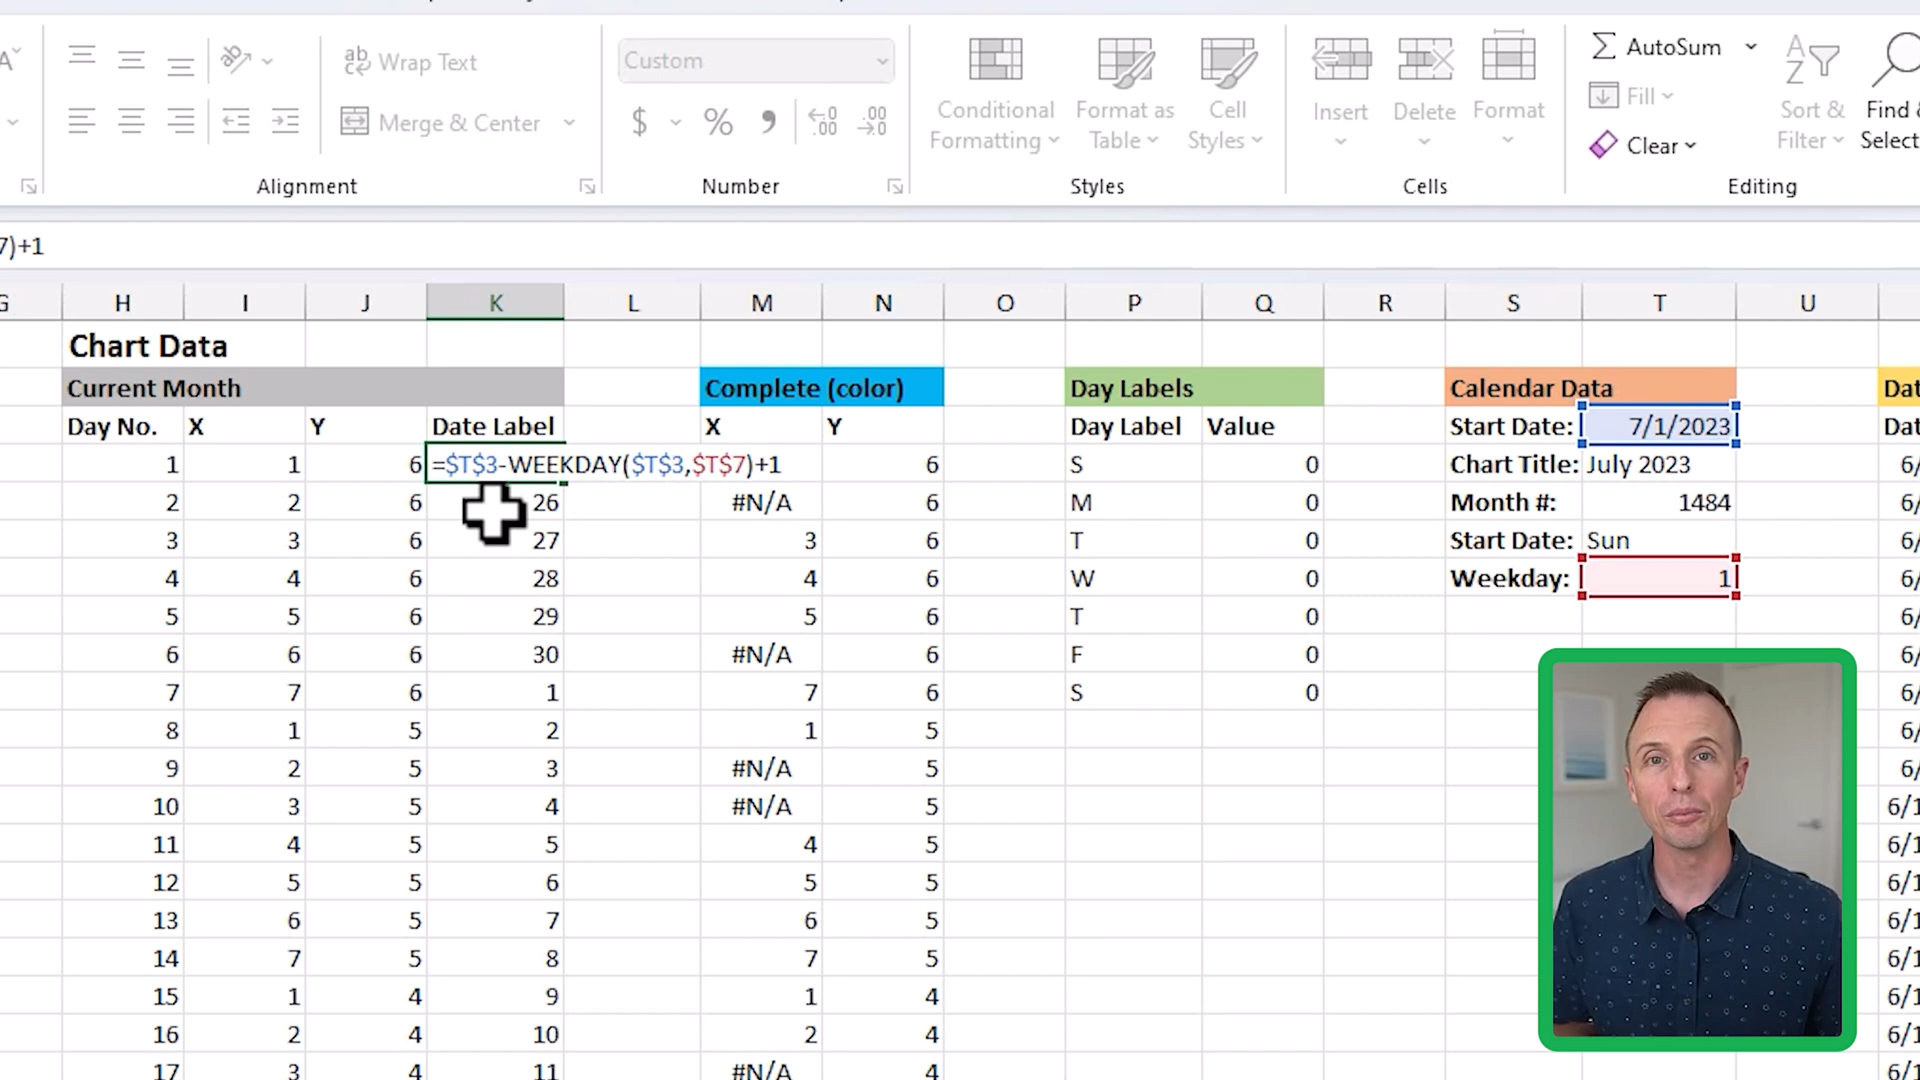 Wrap Text
Custom
AutoSum
Merge & Center
$ % 9
Conditional
Formatting
Format as
Table
Cell
Styles
Insert
Delete
Format
Fill
Clear
Sort &
Filter
Find &
Select
Alignment
Number
Styles
Cells
Editing
7)+1
G H I J K L M N O P Q R S T U
Chart Data
Current Month Complete (color) Day Labels Calendar Data Dat
Day No. X Y Date Label X Y Day Label Value Start Date: 7/1/2023 Dat
1 1 6 =$T$3-WEEKDAY($T$3,$T$7)+1 6 S 0 Chart Title: July 2023 6/
2 2 6 26 #N/A 6 M 0 Month #: 1484 6/
3 3 6 27 3 6 T 0 Start Date: Sun 6/
4 4 6 28 4 6 W 0 Weekday: 1 6/
5 5 6 29 5 6 T 0 6/
6 6 6 30 #N/A 6 F 0 6/
7 7 6 1 7 6 S 0 6/
8 1 5 2 1 5 6/
9 2 5 3 #N/A 5 6/
10 3 5 4 #N/A 5 6/1
11 4 5 5 4 5 6/1
12 5 5 6 5 5 6/1
13 6 5 7 6 5 6/1
14 7 5 8 7 5 6/1
15 1 4 9 1 4 6/1
16 2 4 10 2 4 6/1
17 3 4 11 #N/A 4 6/1